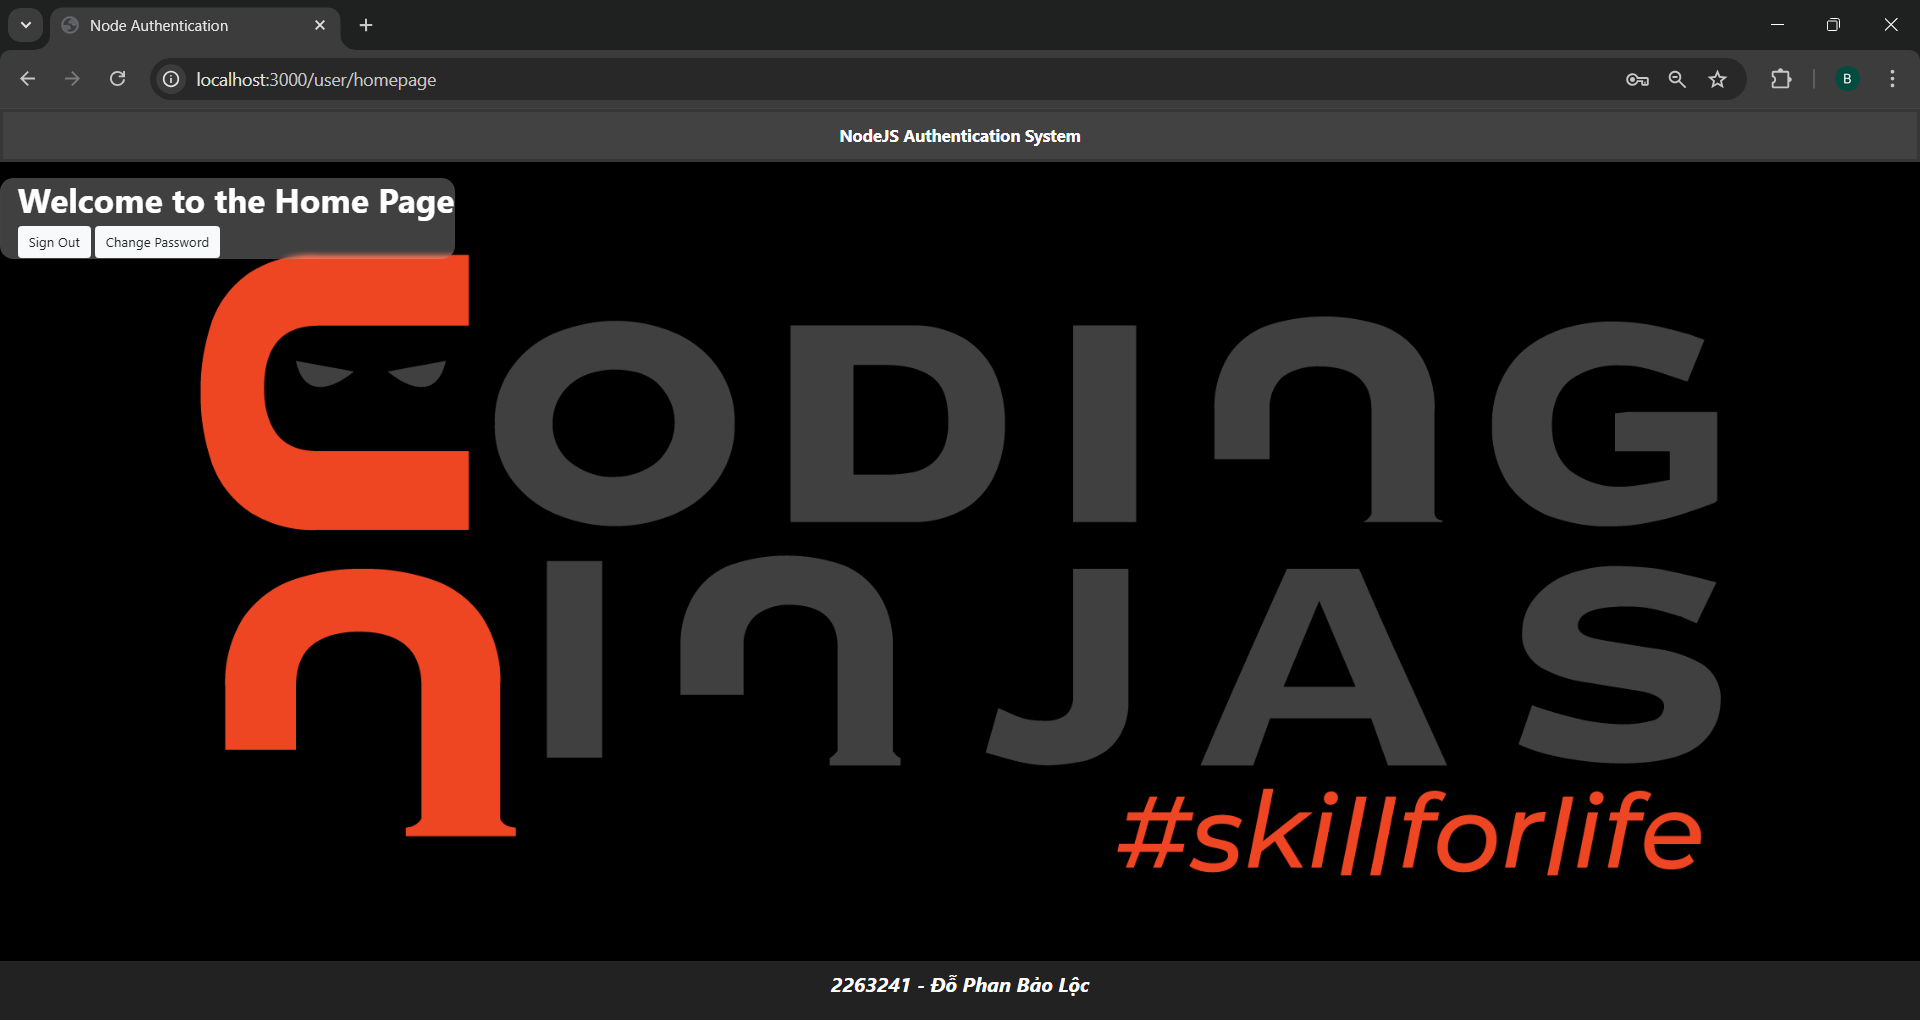 Node Authentication
localhost:3000/user/homepage
B
NodeJS Authentication System
Welcome to the Home Page
Sign Out Change Password
CODING
NINJAS
#skillforlife
2263241 - Đỗ Phan Bảo Lộc